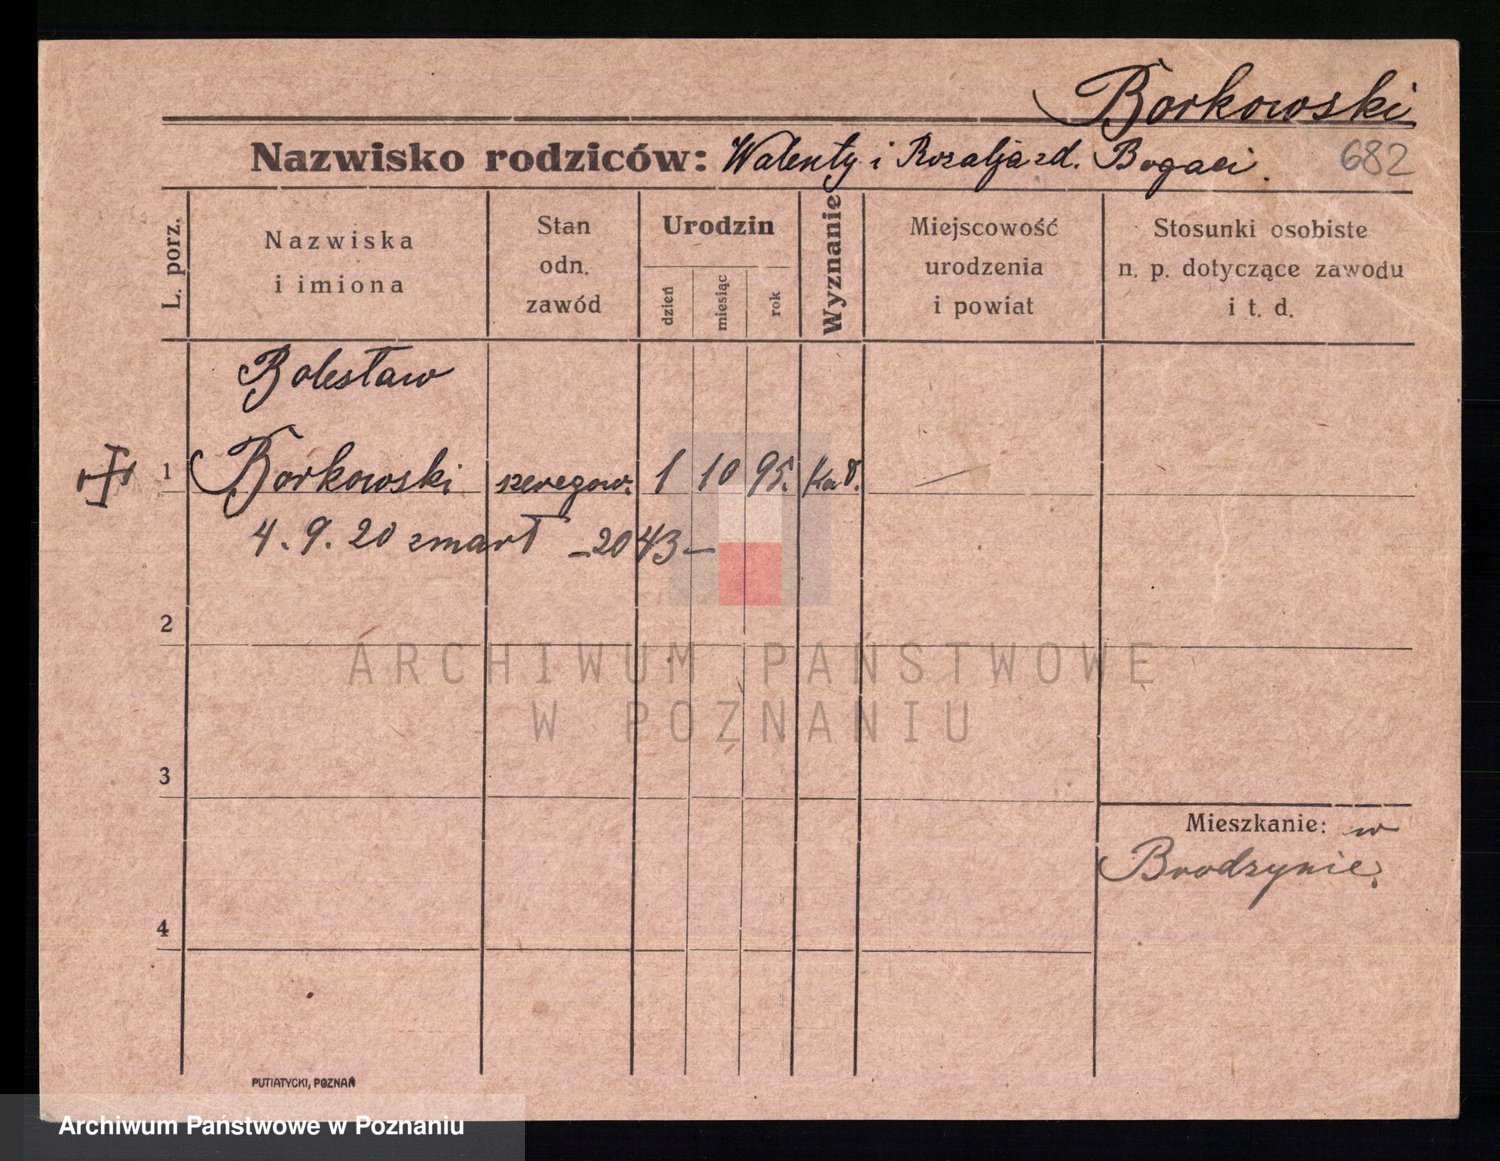 Borkowski
Nazwisko rodziców: Walenty i Rozalja zd. Bogaci.
682
L. porz.
Nazwiska
i imiona
Stan
odn.
zawód
Urodzin
dzień
miesiąc
rok
Wyznanie
Miejscowość
urodzenia
i powiat
Stosunki osobiste
n. p. dotyczące zawodu
i t. d.
Bolesław
1 Borkowski szeregow. 1 10 95. Kat.
4. 9. 20 zmarł – 2043 –
2
ARCHIWUM PAŃSTWOWE
W POZNANIU
3
Mieszkanie: w
Brodzynie.
4
PUTIATYCKI, POZNAŃ
Archiwum Państwowe w Poznaniu